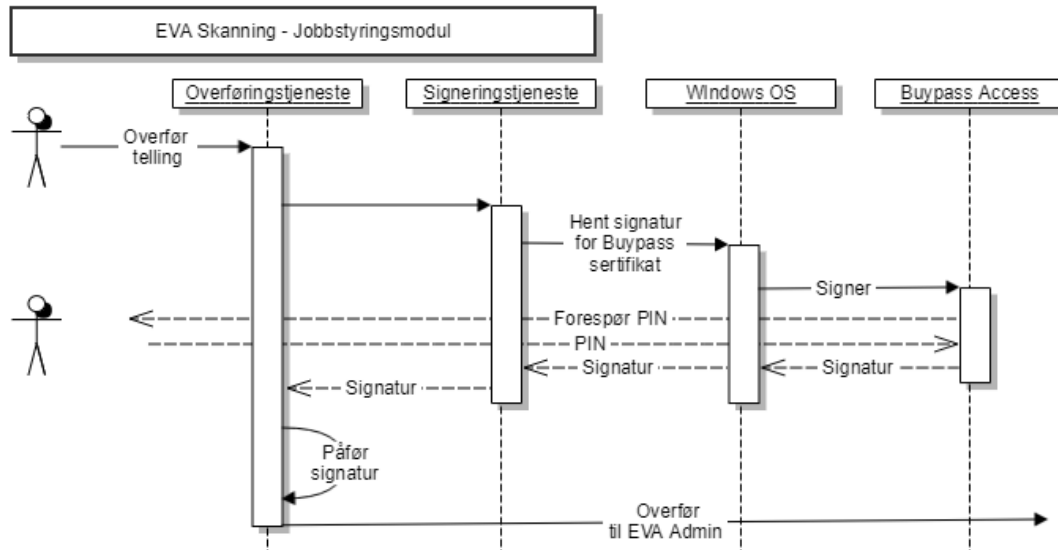 EVA Skanning - Jobbstyringsmodul
Overføringstjeneste
Signeringstjeneste
WIndows OS
Buypass Access
Overfør
telling
Hent signatur
for Buypass
sertifikat
Signer
Forespør PIN
PIN
Signatur
Signatur
Signatur
Påfør
signatur
Overfør
til EVA Admin